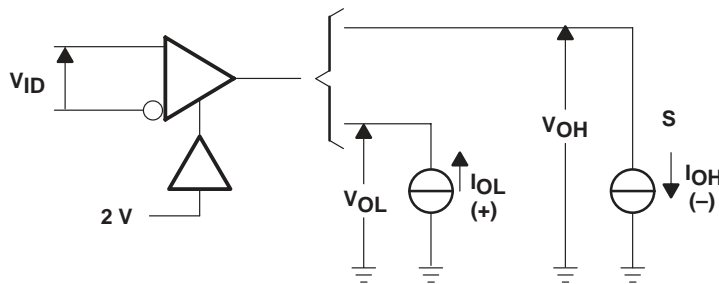 VID
2 V
VOL
IOL
(+)
VOH
S
IOH
(–)